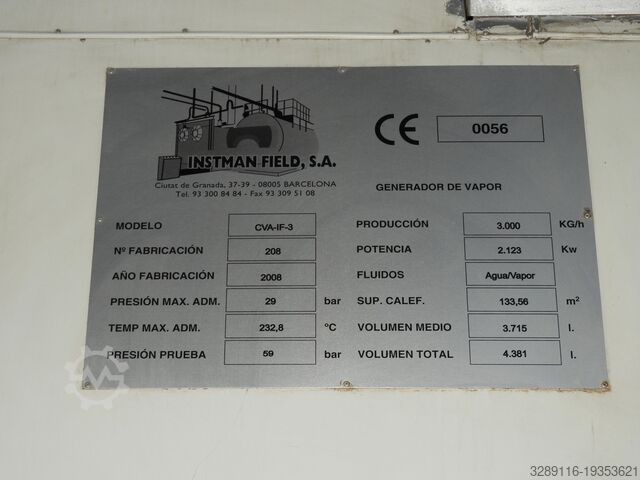 INSTMAN FIELD, S.A.
Ciutat de Granada, 37-39 - 08005 BARCELONA
Tel. 93 300 84 84 - Fax 93 309 51 08
CE 0056
GENERADOR DE VAPOR
MODELO CVA-IF-3
Nº FABRICACIÓN 208
AÑO FABRICACIÓN 2008
PRESIÓN MAX. ADM. 29 bar
TEMP MAX. ADM. 232,8 ºC
PRESIÓN PRUEBA 59 bar
PRODUCCIÓN 3.000 KG/h
POTENCIA 2.123 Kw
FLUIDOS Agua/Vapor
SUP. CALEF. 133,56 m²
VOLUMEN MEDIO 3.715 l.
VOLUMEN TOTAL 4.381 l.
3289116-19353621